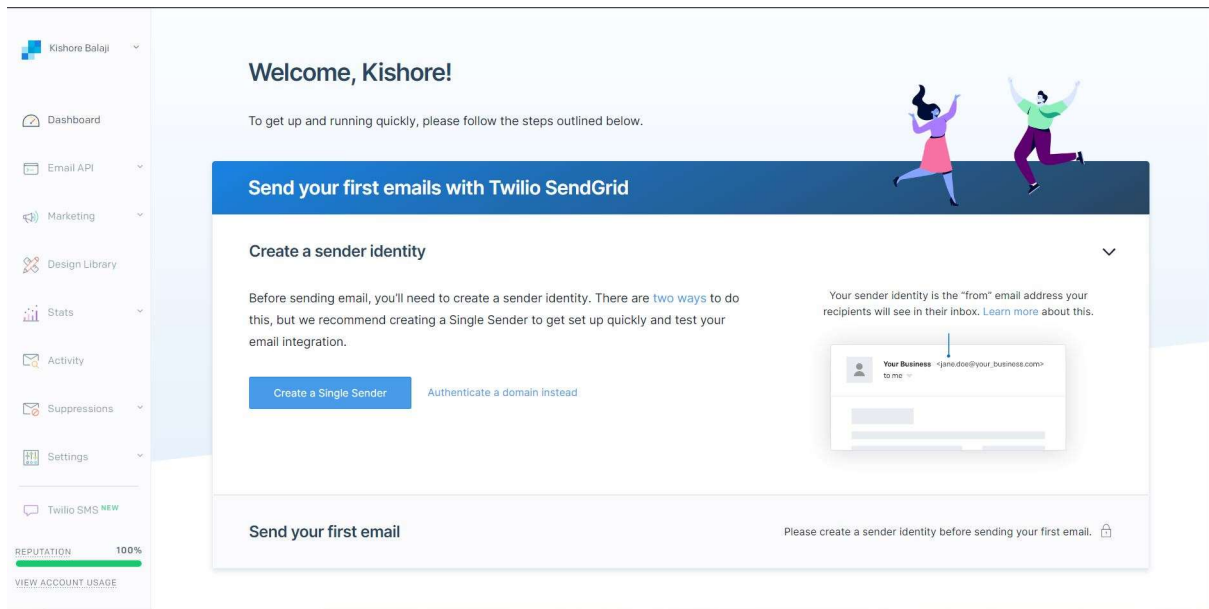 Kishore Balaji
Dashboard
Email API
Marketing
Design Library
Stats
Activity
Suppressions
Settings
Twilio SMS NEW
REPUTATION 100%
VIEW ACCOUNT USAGE
Welcome, Kishore!
To get up and running quickly, please follow the steps outlined below.
Send your first emails with Twilio SendGrid
Create a sender identity
Before sending email, you'll need to create a sender identity. There are two ways to do
this, but we recommend creating a Single Sender to get set up quickly and test your
email integration.
Create a Single Sender
Authenticate a domain instead
Your sender identity is the "from" email address your
recipients will see in their inbox. Learn more about this.
Your Business <jane.doe@your_business.com>
to me
Send your first email
Please create a sender identity before sending your first email.